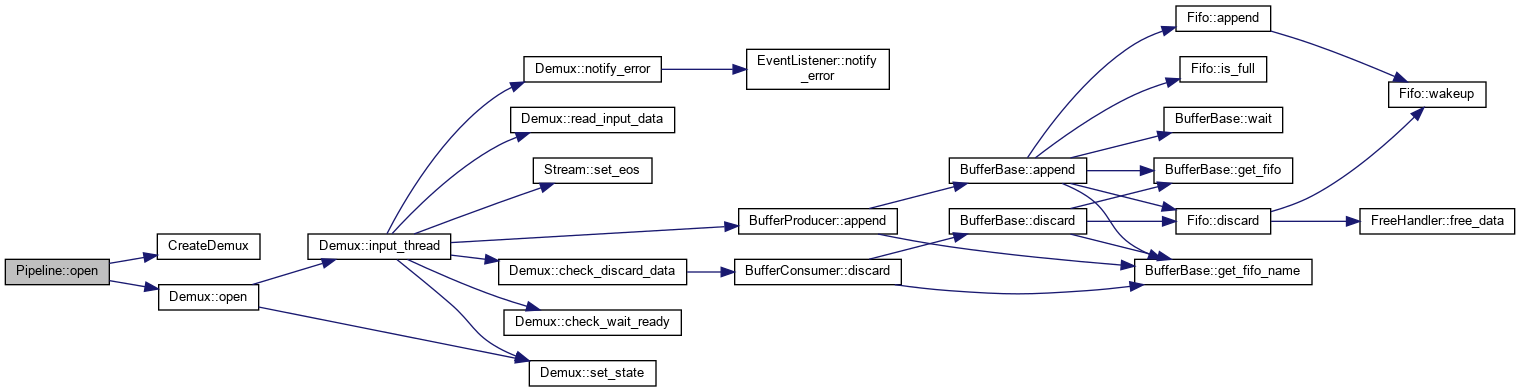 Pipeline::open
CreateDemux
Demux::open
Demux::input_thread
Demux::notify_error
Demux::read_input_data
Stream::set_eos
BufferProducer::append
Demux::check_discard_data
Demux::check_wait_ready
Demux::set_state
EventListener::notify
_error
BufferConsumer::discard
BufferBase::append
BufferBase::discard
Fifo::append
Fifo::is_full
BufferBase::wait
BufferBase::get_fifo
Fifo::discard
BufferBase::get_fifo_name
Fifo::wakeup
FreeHandler::free_data